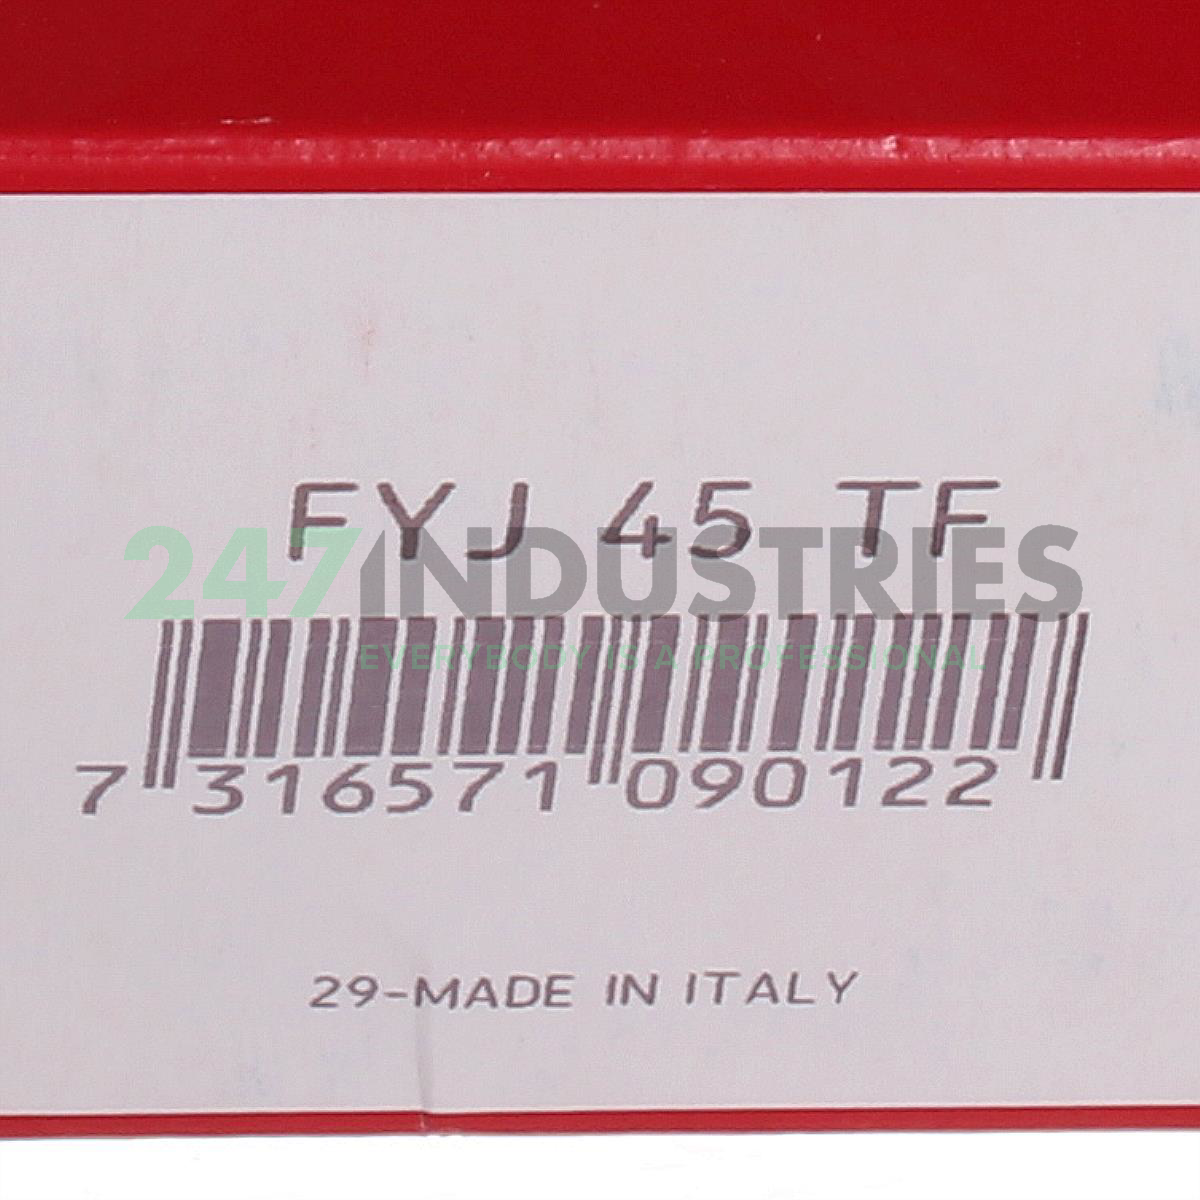 FYJ 45 TF
247INDUSTRIES
EVERYBODY IS A PROFESSIONAL
7 316571 090122
29-MADE IN ITALY